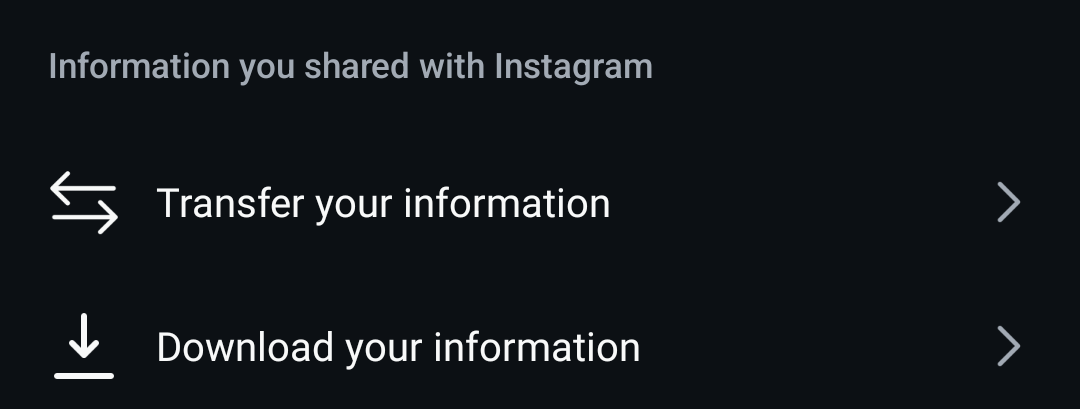 Information you shared with Instagram
Transfer your information
Download your information